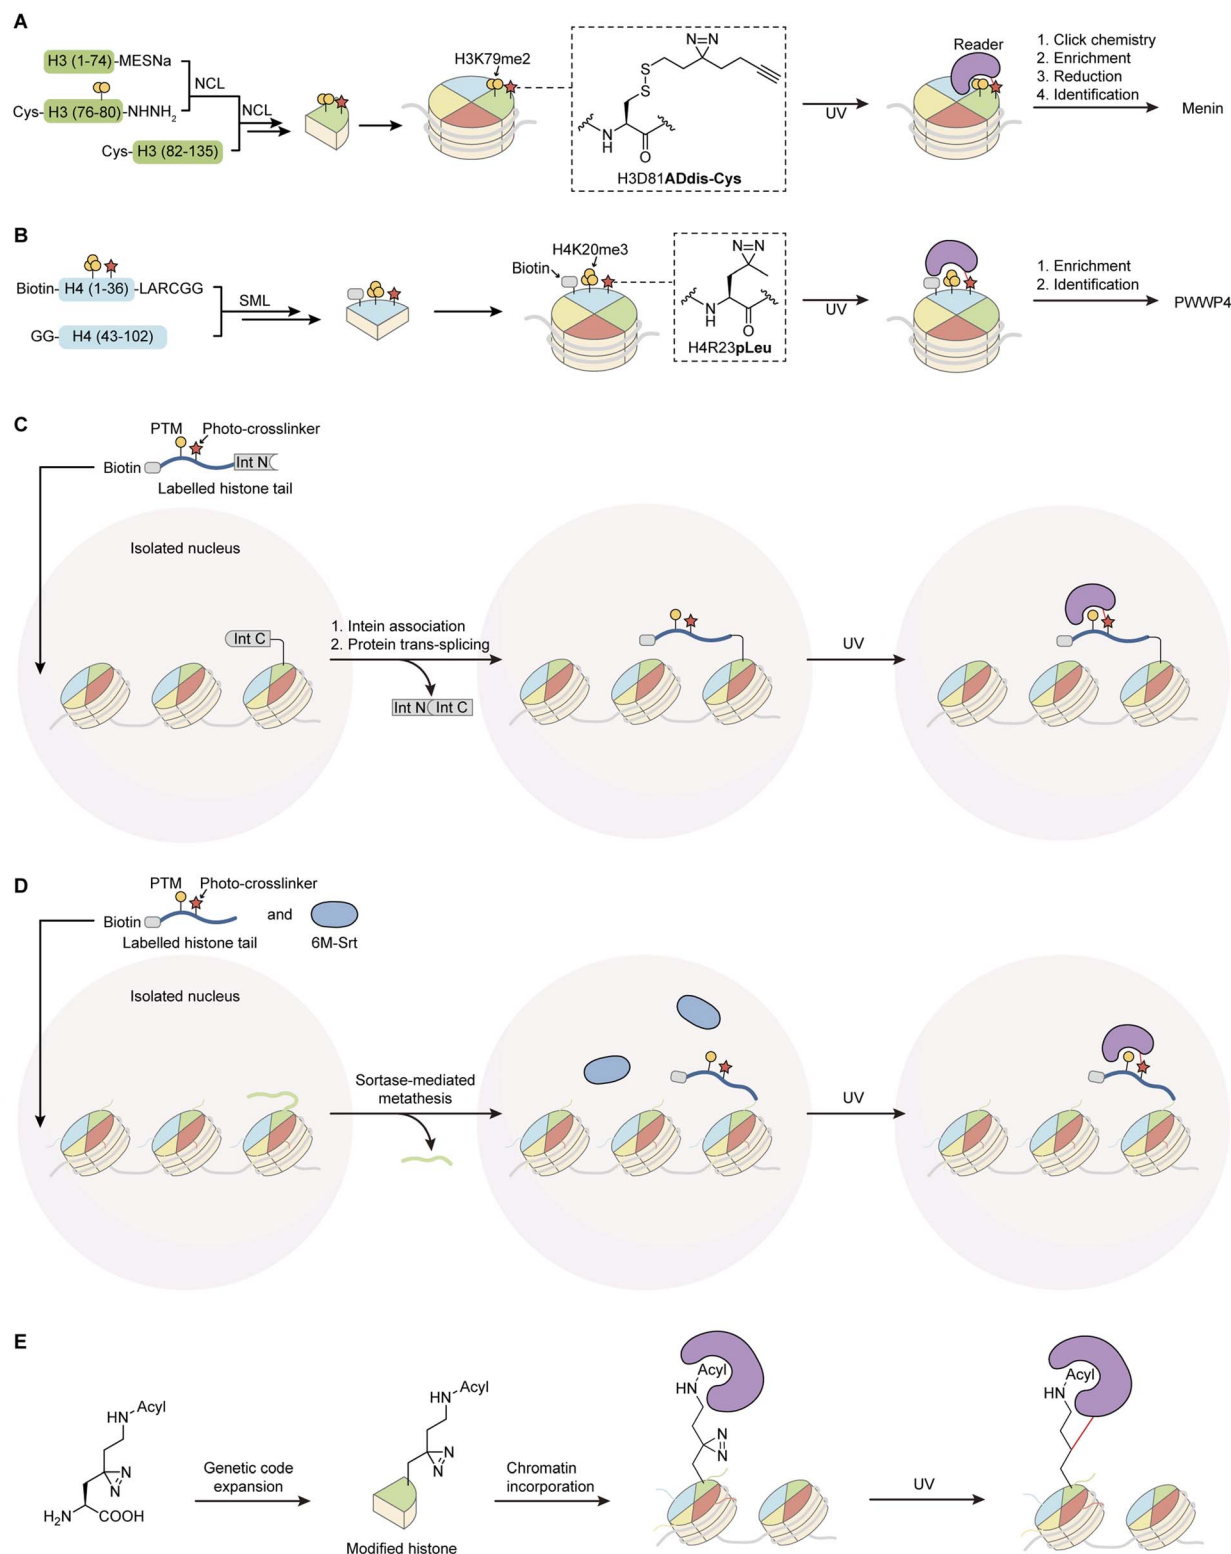 A
H3 (1-74)-MESNa
NCL
Cys-H3 (76-80)-NHNH2
NCL
Cys-H3 (82-135)
H3K79me2
N=N
S
S
N
H
O
H3D81ADdis-Cys
UV
Reader
1. Click chemistry
2. Enrichment
3. Reduction
4. Identification
Menin
B
Biotin-H4 (1-36)-LARCGG
SML
GG-H4 (43-102)
H4K20me3
Biotin
N=N
N
H
O
H4R23pLeu
UV
1. Enrichment
2. Identification
PWWP4
C
PTM
Photo-crosslinker
Biotin
Int N
Labelled histone tail
Isolated nucleus
Int C
1. Intein association
2. Protein trans-splicing
Int N Int C
UV
D
PTM
Photo-crosslinker
Biotin
and
Labelled histone tail
6M-Srt
Isolated nucleus
Sortase-mediated
metathesis
UV
E
HN-Acyl
N
N
H2N
COOH
Genetic code
expansion
HN-Acyl
N
N
Modified histone
Chromatin
incorporation
Acyl
HN
N
N
UV
Acyl
HN